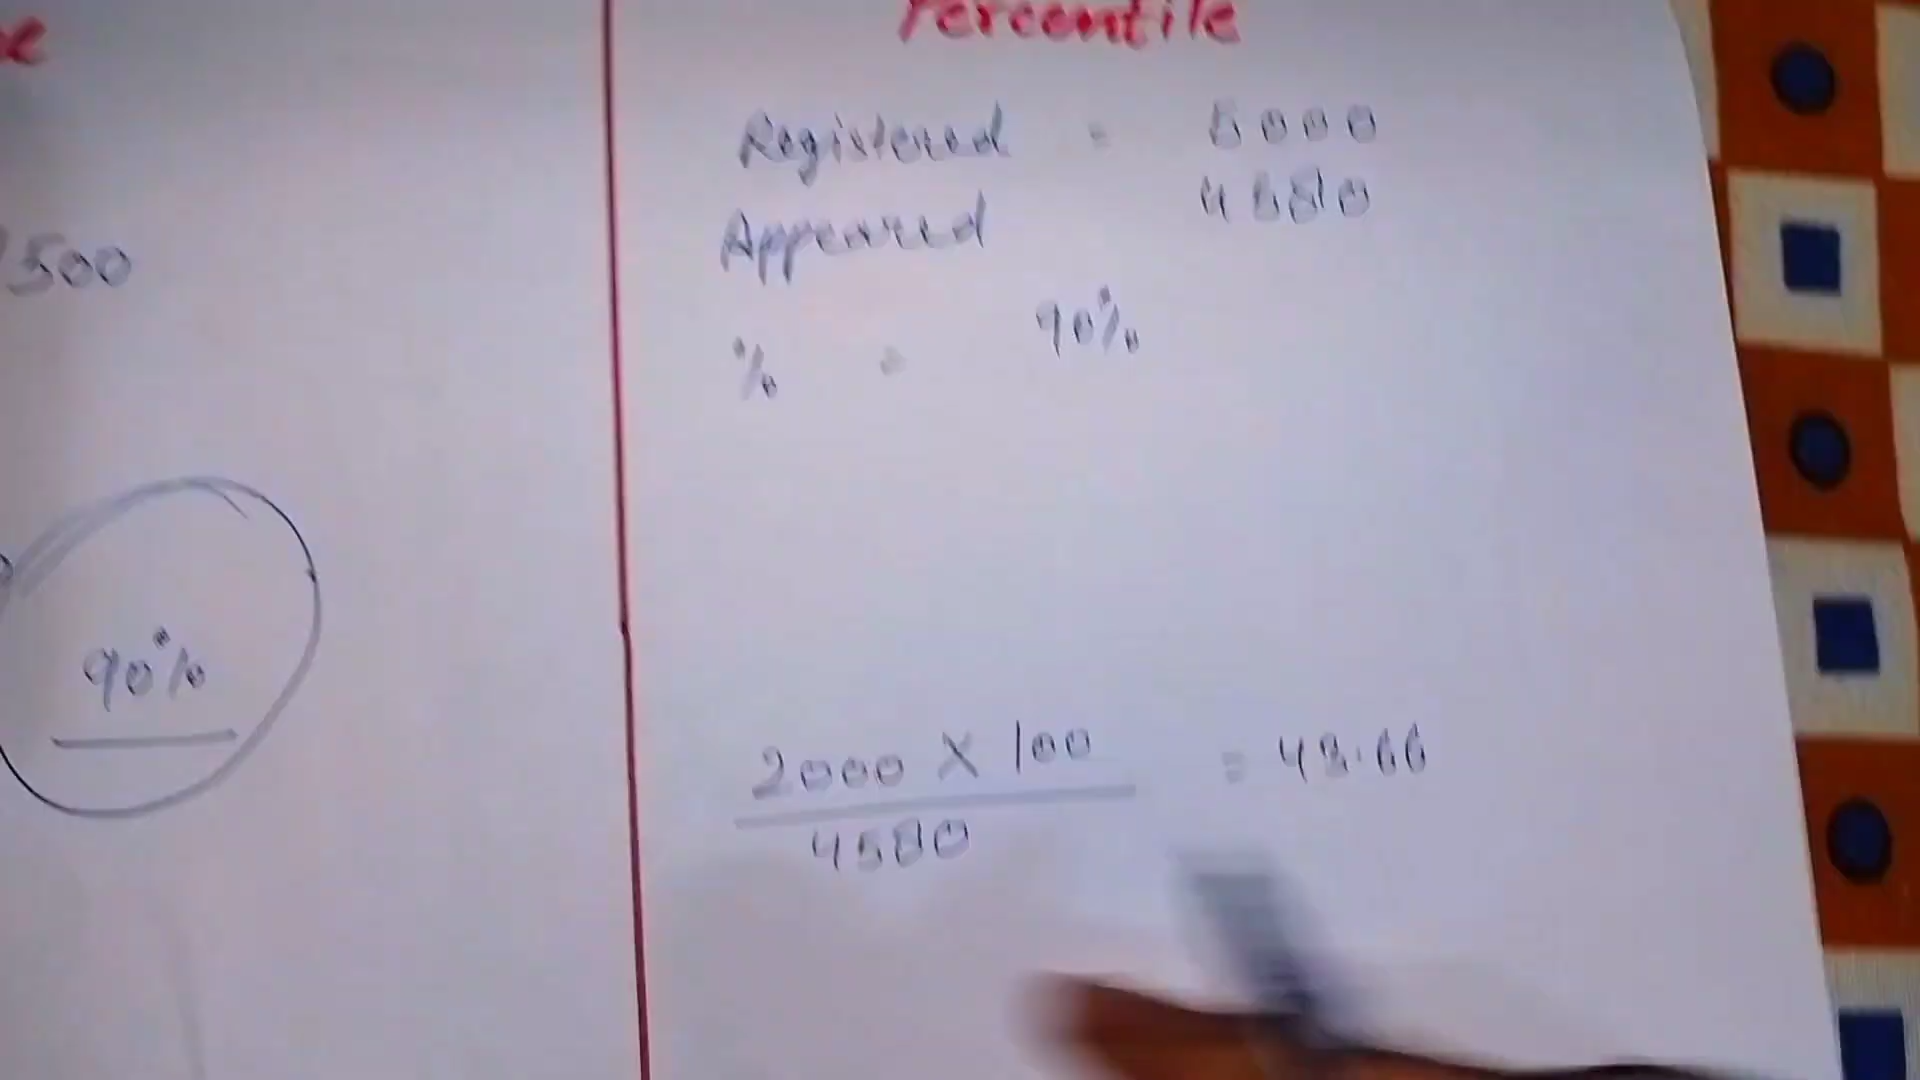 Percentile
Registered = 5000
Appeared 4580
% = 90%
500
90%
2000 X 100 = 43.66
4580